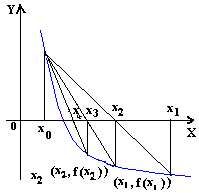 Y
x₄ x₃ x₂ x₁
0 x₀ X
x₂ (x₂, f(x₂)) (x₁, f(x₁))